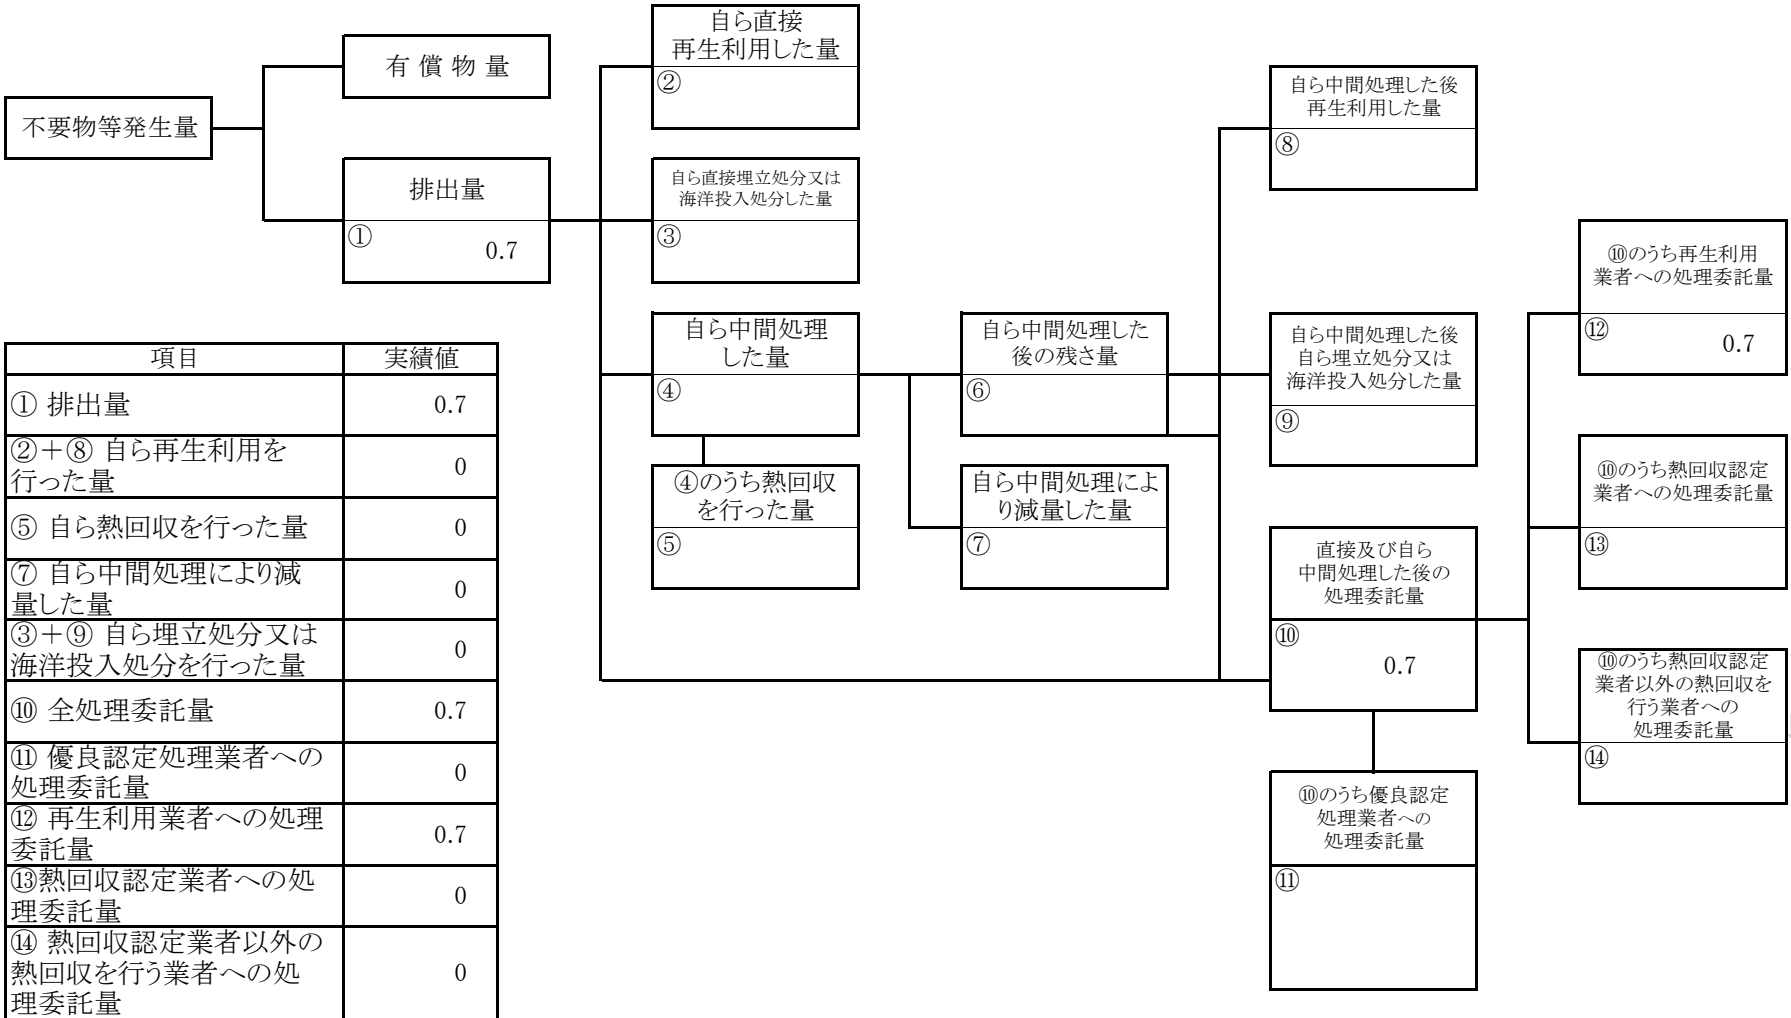 不要物等発生量
有 償 物 量
排出量
①
0.7
自ら直接
再生利用した量
②
自ら直接埋立処分又は
海洋投入処分した量
③
自ら中間処理
した量
④
④のうち熱回収
を行った量
⑤
自ら中間処理した
後の残さ量
⑥
自ら中間処理によ
り減量した量
⑦
自ら中間処理した後
再生利用した量
⑧
自ら中間処理した後
自ら埋立処分又は
海洋投入処分した量
⑨
直接及び自ら
中間処理した後の
処理委託量
⑩
0.7
⑩のうち優良認定
処理業者への
処理委託量
⑪
⑩のうち再生利用
業者への処理委託量
⑫
0.7
⑩のうち熱回収認定
業者への処理委託量
⑬
⑩のうち熱回収認定
業者以外の熱回収を
行う業者への
処理委託量
⑭
項目 実績値
① 排出量 0.7
②＋⑧ 自ら再生利用を
行った量 0
⑤ 自ら熱回収を行った量 0
⑦ 自ら中間処理により減
量した量 0
③＋⑨ 自ら埋立処分又は
海洋投入処分を行った量 0
⑩ 全処理委託量 0.7
⑪ 優良認定処理業者への
処理委託量 0
⑫ 再生利用業者への処理
委託量 0.7
⑬熱回収認定業者への処
理委託量 0
⑭ 熱回収認定業者以外の
熱回収を行う業者への処 0
理委託量